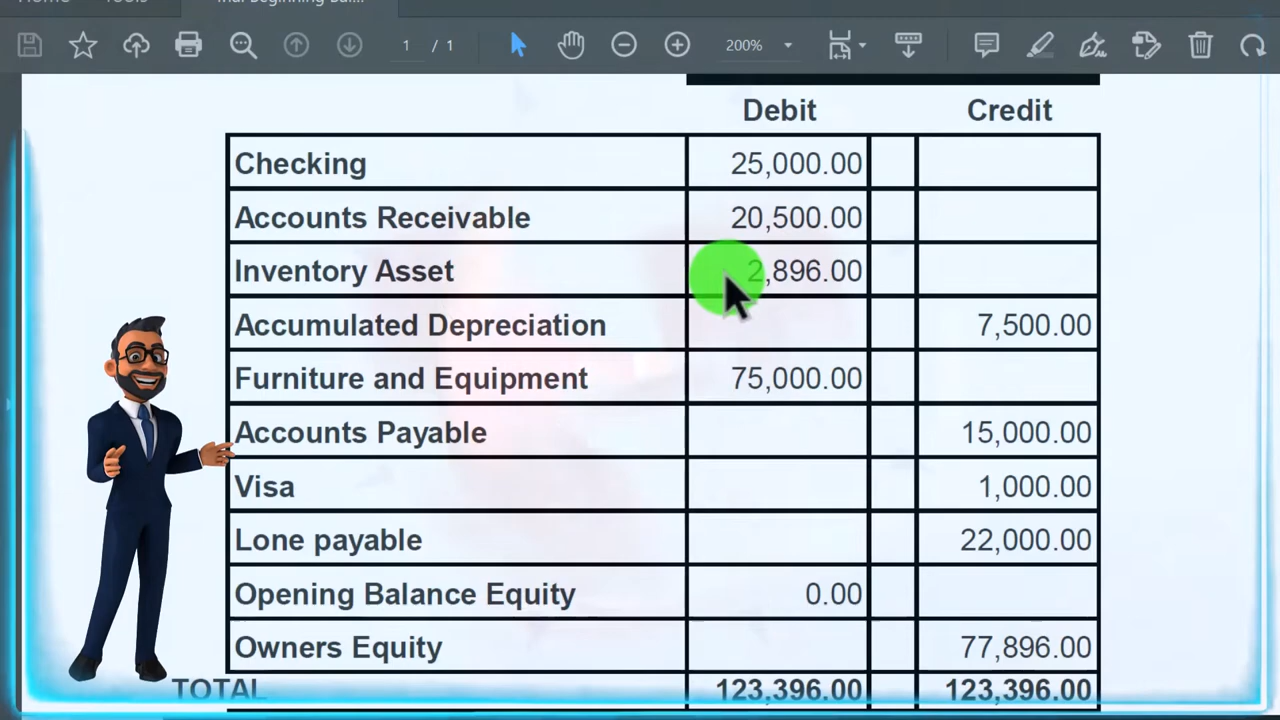 1 / 1 200%
Debit Credit
Checking 25,000.00
Accounts Receivable 20,500.00
Inventory Asset 2,896.00
Accumulated Depreciation 7,500.00
Furniture and Equipment 75,000.00
Accounts Payable 15,000.00
Visa 1,000.00
Lone payable 22,000.00
Opening Balance Equity 0.00
Owners Equity 77,896.00
TOTAL 123,396.00 123,396.00